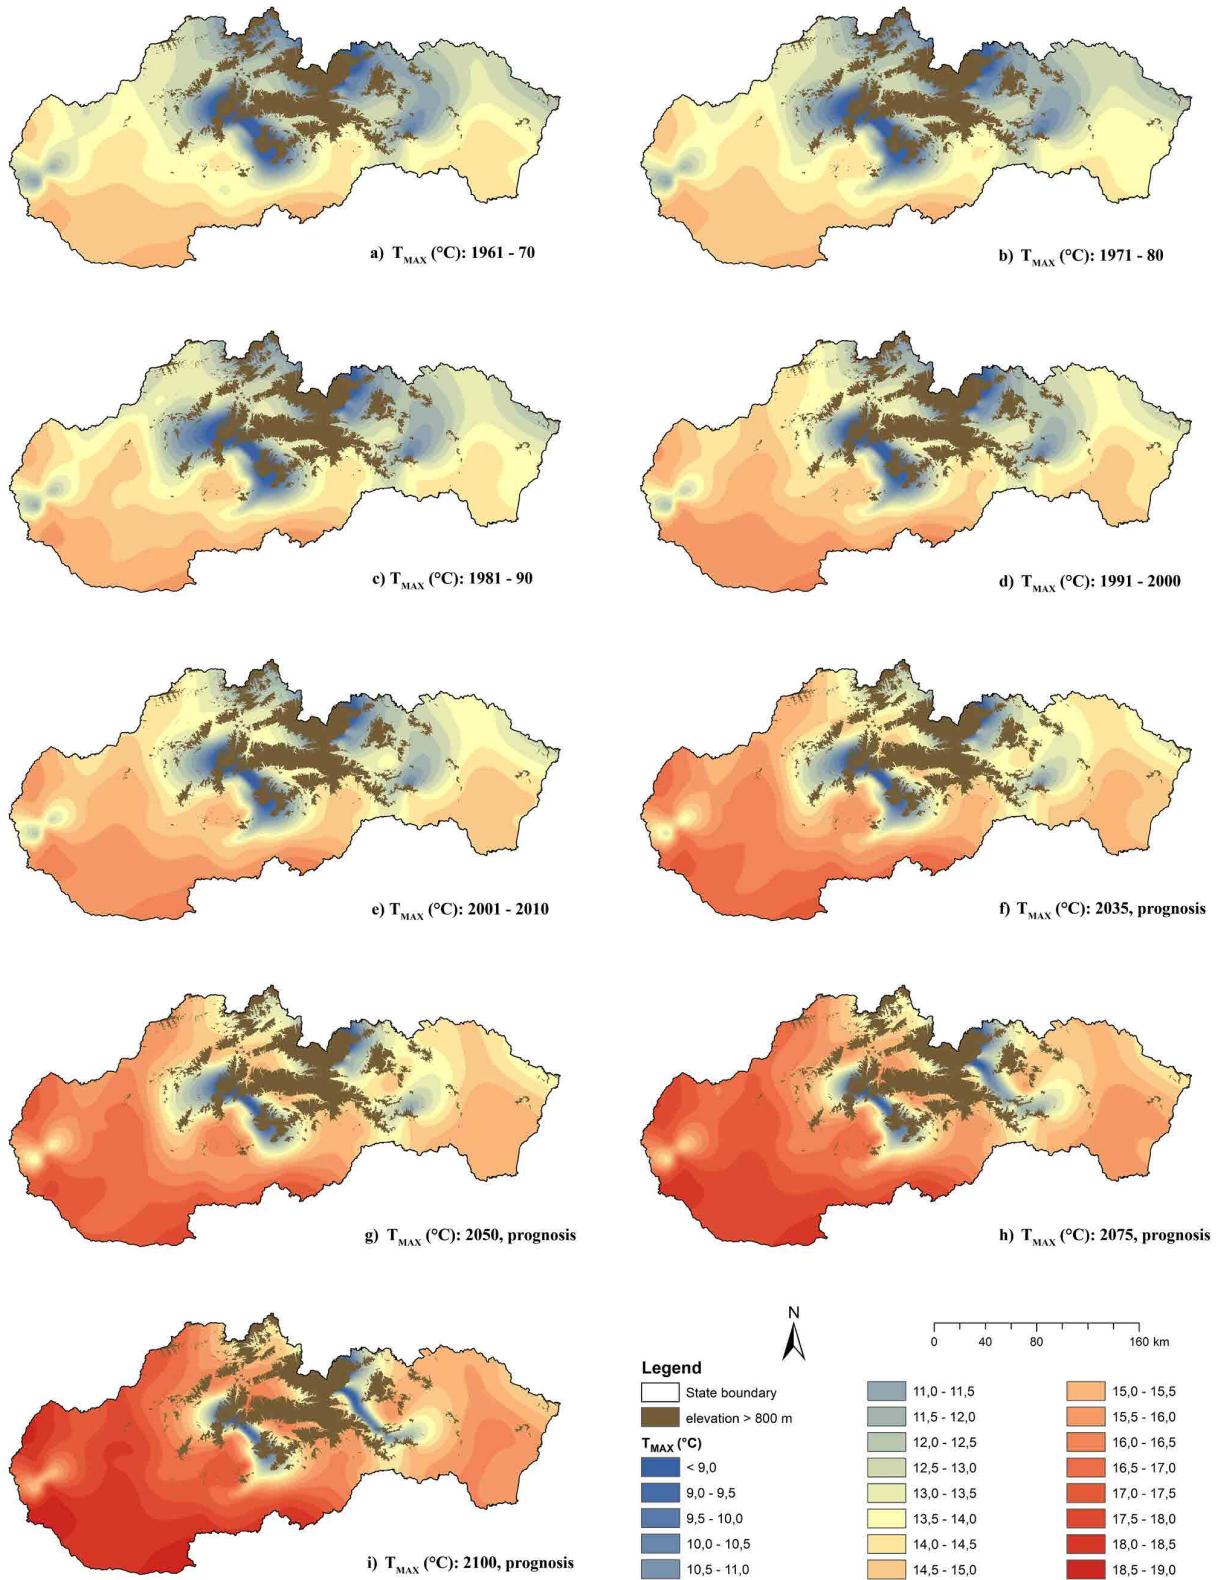 a) TMAX (°C): 1961 - 70
b) TMAX (°C): 1971 - 80
c) TMAX (°C): 1981 - 90
d) TMAX (°C): 1991 - 2000
e) TMAX (°C): 2001 - 2010
f) TMAX (°C): 2035, prognosis
g) TMAX (°C): 2050, prognosis
h) TMAX (°C): 2075, prognosis
i) TMAX (°C): 2100, prognosis
N
0 40 80 160 km
Legend
State boundary
elevation > 800 m
TMAX (°C)
< 9,0
9,0 - 9,5
9,5 - 10,0
10,0 - 10,5
10,5 - 11,0
11,0 - 11,5
11,5 - 12,0
12,0 - 12,5
12,5 - 13,0
13,0 - 13,5
13,5 - 14,0
14,0 - 14,5
14,5 - 15,0
15,0 - 15,5
15,5 - 16,0
16,0 - 16,5
16,5 - 17,0
17,0 - 17,5
17,5 - 18,0
18,0 - 18,5
18,5 - 19,0